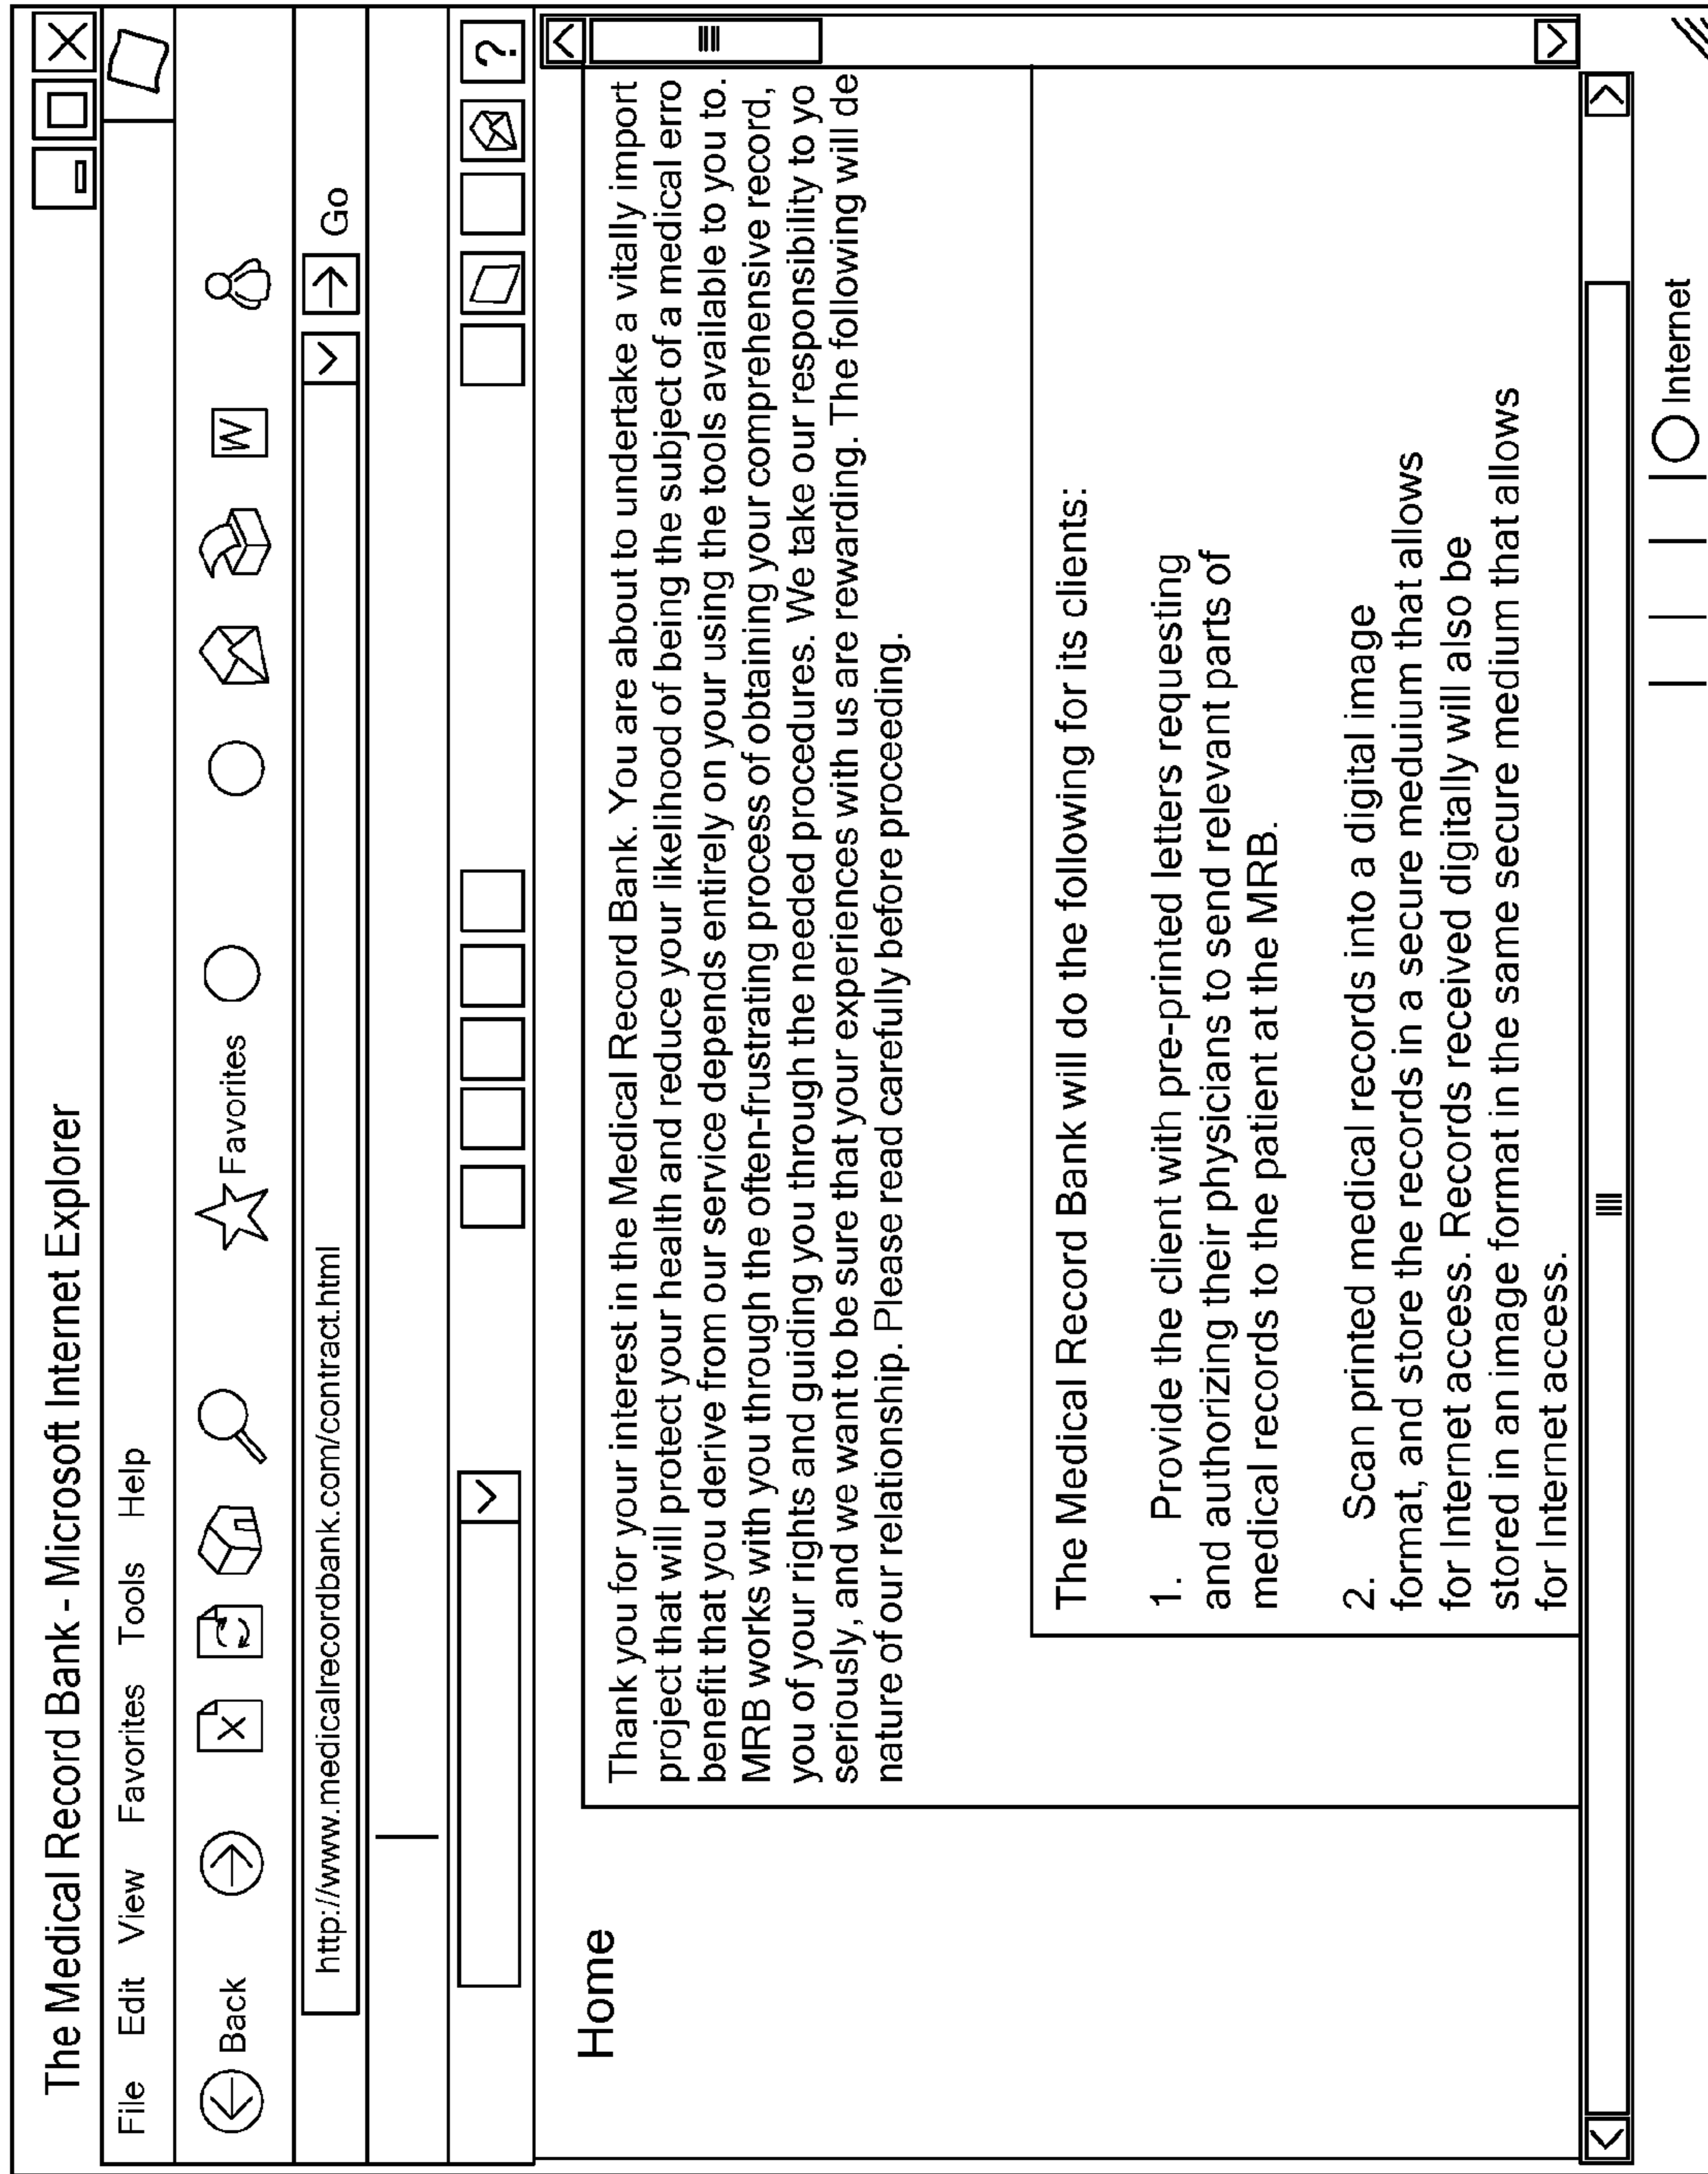 The Medical Record Bank - Microsoft Internet Explorer
File Edit View Favorites Tools Help
Back Favorites W
http://www.medicalrecordbank.com/contract.html Go
?
Home
Thank you for your interest in the Medical Record Bank. You are about to undertake a vitally import
project that will protect your health and reduce your likelihood of being the subject of a medical erro
benefit that you derive from our service depends entirely on your using the tools available to you to.
MRB works with you through the often-frustrating process of obtaining your comprehensive record,
you of your rights and guiding you through the needed procedures. We take our responsibility to yo
seriously, and we want to be sure that your experiences with us are rewarding. The following will de
nature of our relationship. Please read carefully before proceeding.
The Medical Record Bank will do the following for its clients:
1. Provide the client with pre-printed letters requesting
and authorizing their physicians to send relevant parts of
medical records to the patient at the MRB.
2. Scan printed medical records into a digital image
format, and store the records in a secure meduium that allows
for Internet access. Records received digitally will also be
stored in an image format in the same secure medium that allows
for Internet access.
Internet